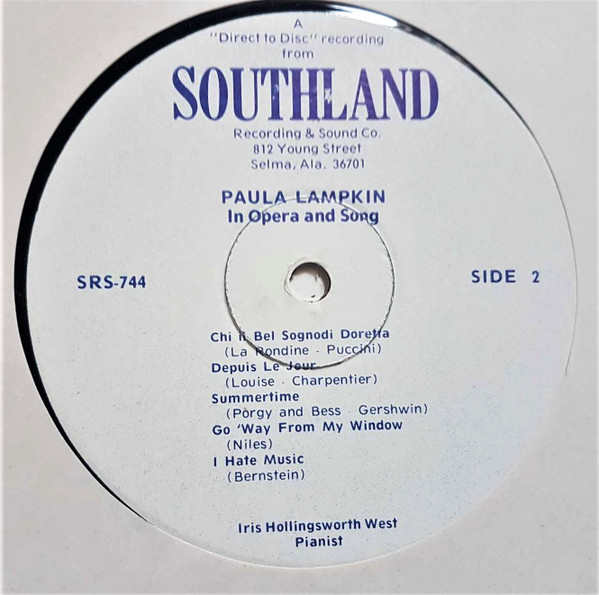 A
"Direct to Disc" recording
from
SOUTHLAND
Recording & Sound Co.
812 Young Street
Selma, Ala. 36701
PAULA LAMPKIN
In Opera and Song
SRS-744
SIDE 2
Chi Il Bel Sognodi Doretta
(La Rondine - Puccini)
Depuis Le Jour
(Louise - Charpentier)
Summertime
(Porgy and Bess - Gershwin)
Go 'Way From My Window
(Niles)
I Hate Music
(Bernstein)
Iris Hollingsworth West
Pianist